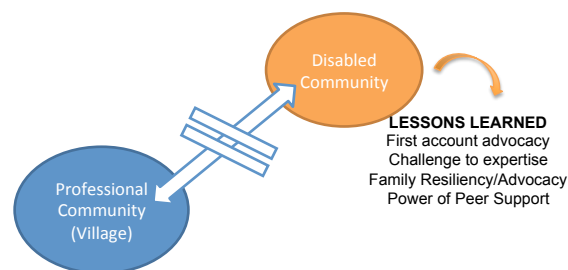 Disabled
Community
LESSONS LEARNED
First account advocacy
Challenge to expertise
Family Resiliency/Advocacy
Power of Peer Support
Professional
Community
(Village)